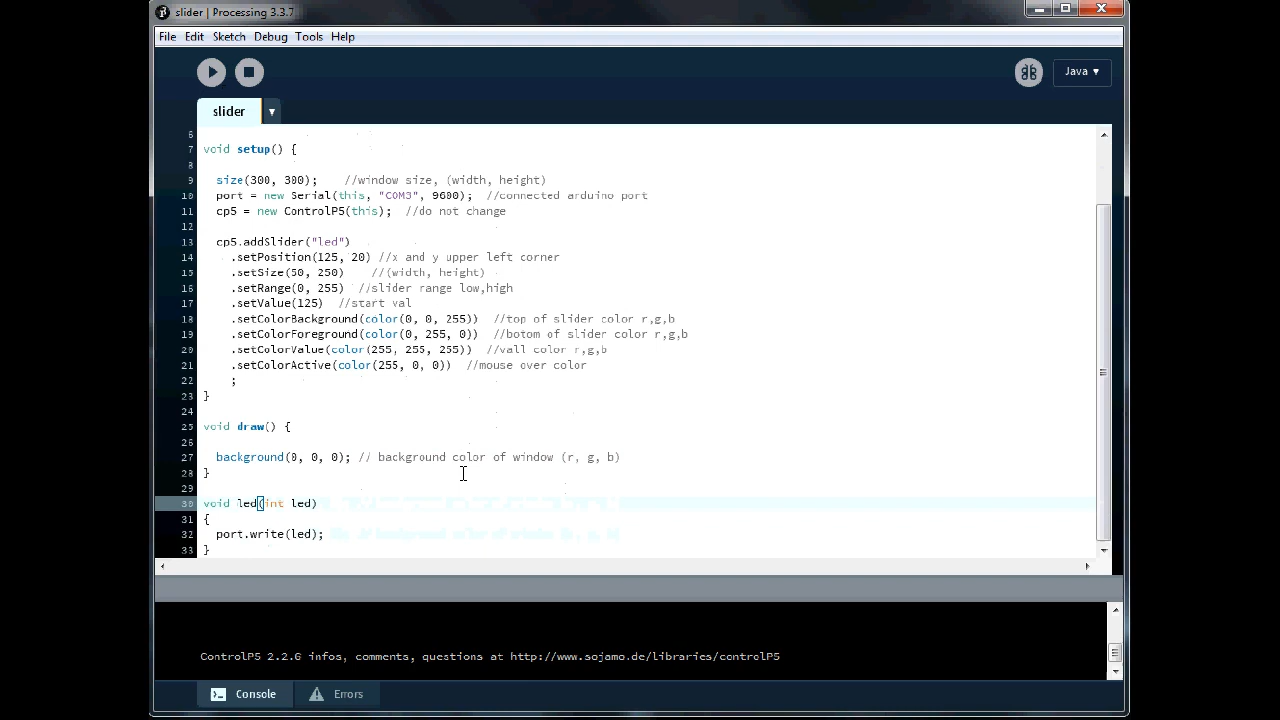 slider | Processing 3.3.7
File Edit Sketch Debug Tools Help
Java ▾
slider ▾
6
7 void setup() {
8
9 size(300, 300); //window size, (width, height)
10 port = new Serial(this, "COM3", 9600); //connected arduino port
11 cp5 = new ControlP5(this); //do not change
12
13 cp5.addSlider("led")
14 .setPosition(125, 20) //x and y upper left corner
15 .setSize(50, 250) //(width, height)
16 .setRange(0, 255) //slider range low,high
17 .setValue(125) //start val
18 .setColorBackground(color(0, 0, 255)) //top of slider color r,g,b
19 .setColorForeground(color(0, 255, 0)) //botom of slider color r,g,b
20 .setColorValue(color(255, 255, 255)) //vall color r,g,b
21 .setColorActive(color(255, 0, 0)) //mouse over color
22 ;
23 }
24
25 void draw() {
26
27 background(0, 0, 0); // background color of window (r, g, b)
28 }
29
30 void led(int led)
31 {
32 port.write(led);
33 }
ControlP5 2.2.6 infos, comments, questions at http://www.sojamo.de/libraries/controlP5
Console Errors